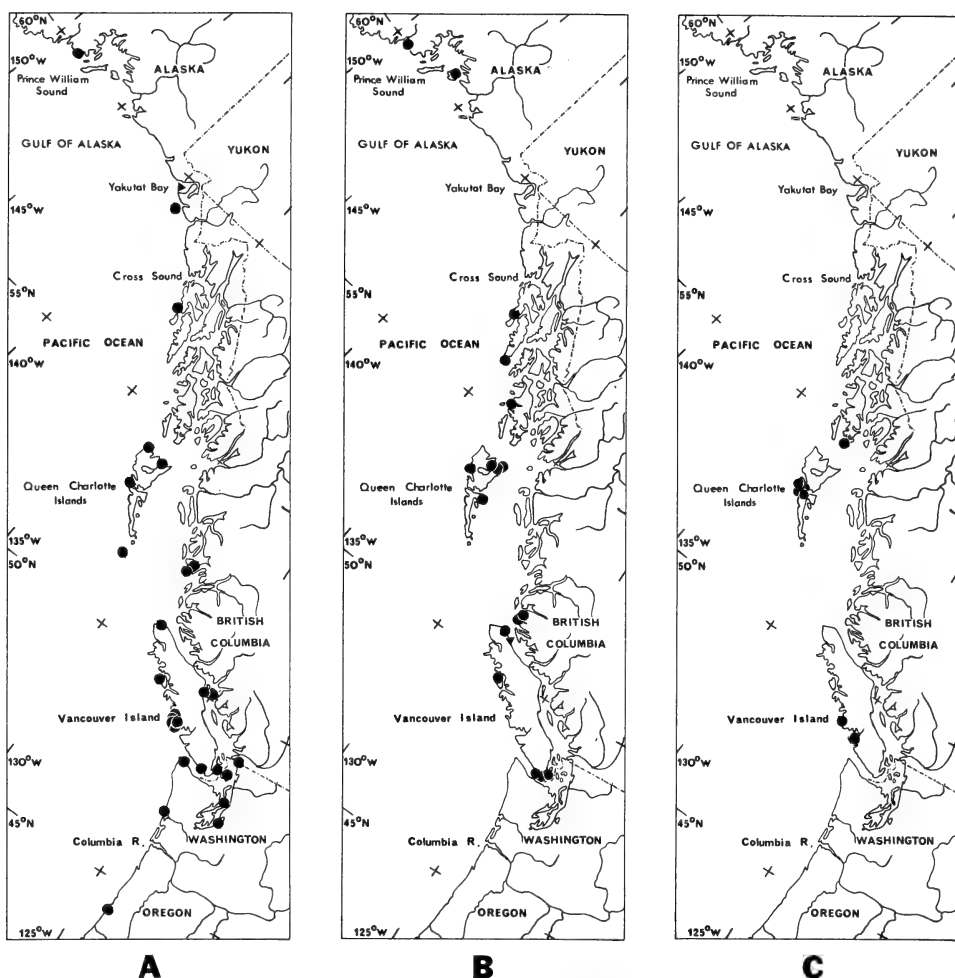 60°N
150°W
ALASKA
Prince William
Sound
GULF OF ALASKA
YUKON
Yakutat Bay
145°W
Cross Sound
55°N
PACIFIC OCEAN
140°W
Queen Charlotte
Islands
135°W
50°N
BRITISH
COLUMBIA
Vancouver Island
130°W
45°N
Columbia R.
WASHINGTON
OREGON
125°W
A
60°N
150°W
ALASKA
Prince William
Sound
GULF OF ALASKA
YUKON
Yakutat Bay
145°W
Cross Sound
55°N
PACIFIC OCEAN
140°W
Queen Charlotte
Islands
135°W
50°N
BRITISH
COLUMBIA
Vancouver Island
130°W
45°N
Columbia R.
WASHINGTON
OREGON
125°W
B
60°N
150°W
ALASKA
Prince William
Sound
GULF OF ALASKA
YUKON
Yakutat Bay
145°W
Cross Sound
55°N
PACIFIC OCEAN
140°W
Queen Charlotte
Islands
135°W
50°N
BRITISH
COLUMBIA
Vancouver Island
130°W
45°N
Columbia R.
WASHINGTON
OREGON
125°W
C